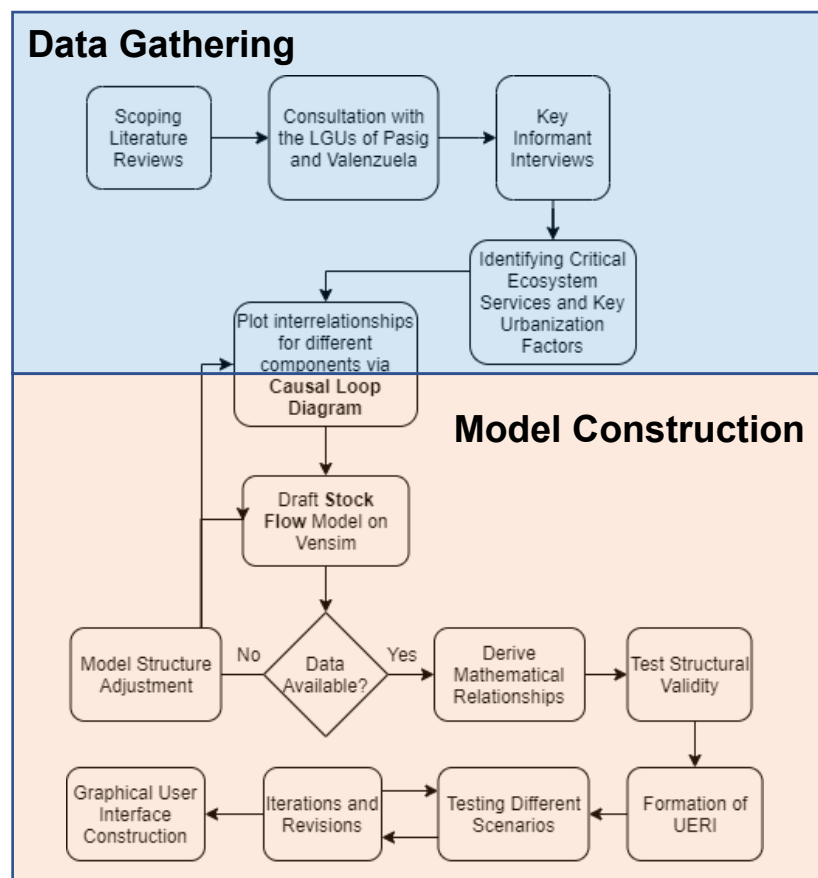 Data Gathering
Scoping
Literature
Reviews
Consultation with
the LGUs of Pasig
and Valenzuela
Key
Informant
Interviews
Identifying Critical
Ecosystem
Services and Key
Urbanization
Factors
Plot interrelationships
for different
components via
Causal Loop
Diagram
Model Construction
Draft Stock
Flow Model on
Vensim
Model Structure
Adjustment
No
Data
Available?
Yes
Derive
Mathematical
Relationships
Test Structural
Validity
Graphical User
Interface
Construction
Iterations and
Revisions
Testing Different
Scenarios
Formation of
UERI